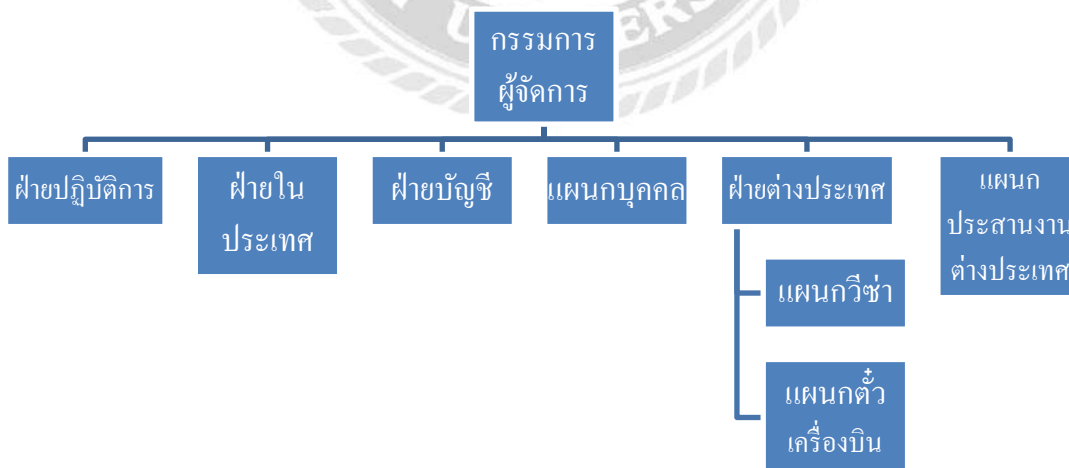 กรรมการ
ผู้จัดการ
ฝ่ายปฏิบัติการ
ฝ่ายใน
ประเทศ
ฝ่ายบัญชี
แผนกบุคคล
ฝ่ายต่างประเทศ
แผนก
ประสานงาน
ต่างประเทศ
แผนกวีซ่า
แผนกตั๋ว
เครื่องบิน